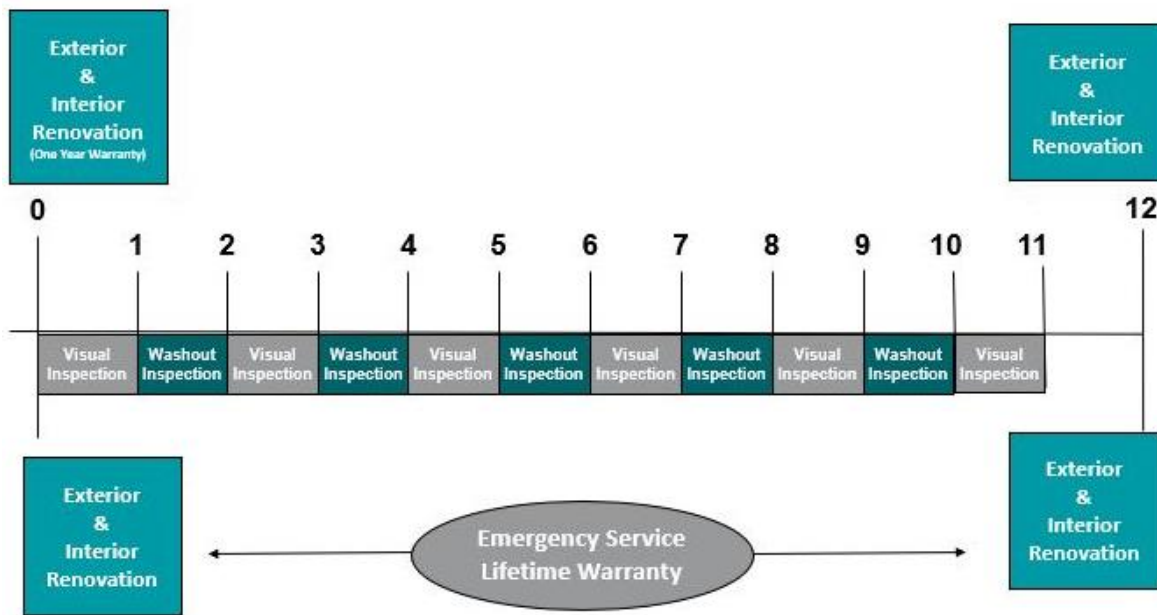 Exterior
&
Interior
Renovation
(One Year Warranty)
Exterior
&
Interior
Renovation
0
12
1 2 3 4 5 6 7 8 9 10 11
Visual
Inspection
Washout
Inspection
Visual
Inspection
Washout
Inspection
Visual
Inspection
Washout
Inspection
Visual
Inspection
Washout
Inspection
Visual
Inspection
Washout
Inspection
Visual
Inspection
Exterior
&
Interior
Renovation
Emergency Service
Lifetime Warranty
Exterior
&
Interior
Renovation